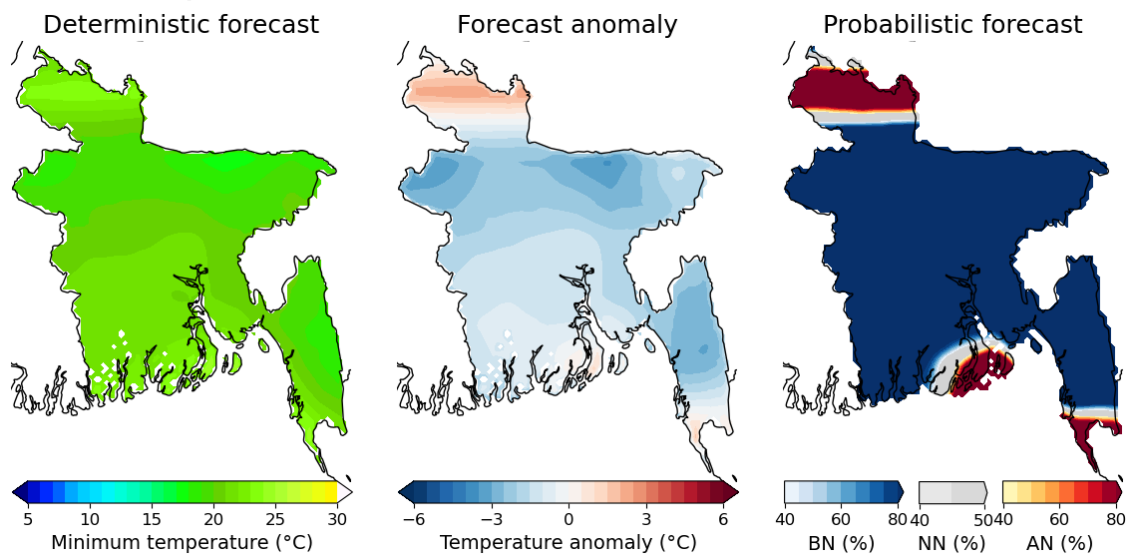 Deterministic forecast
Forecast anomaly
Probabilistic forecast
5 10 15 20 25 30
Minimum temperature (°C)
−6 −3 0 3 6
Temperature anomaly (°C)
40 60 80
BN (%)
40 50
NN (%)
40 60 80
AN (%)